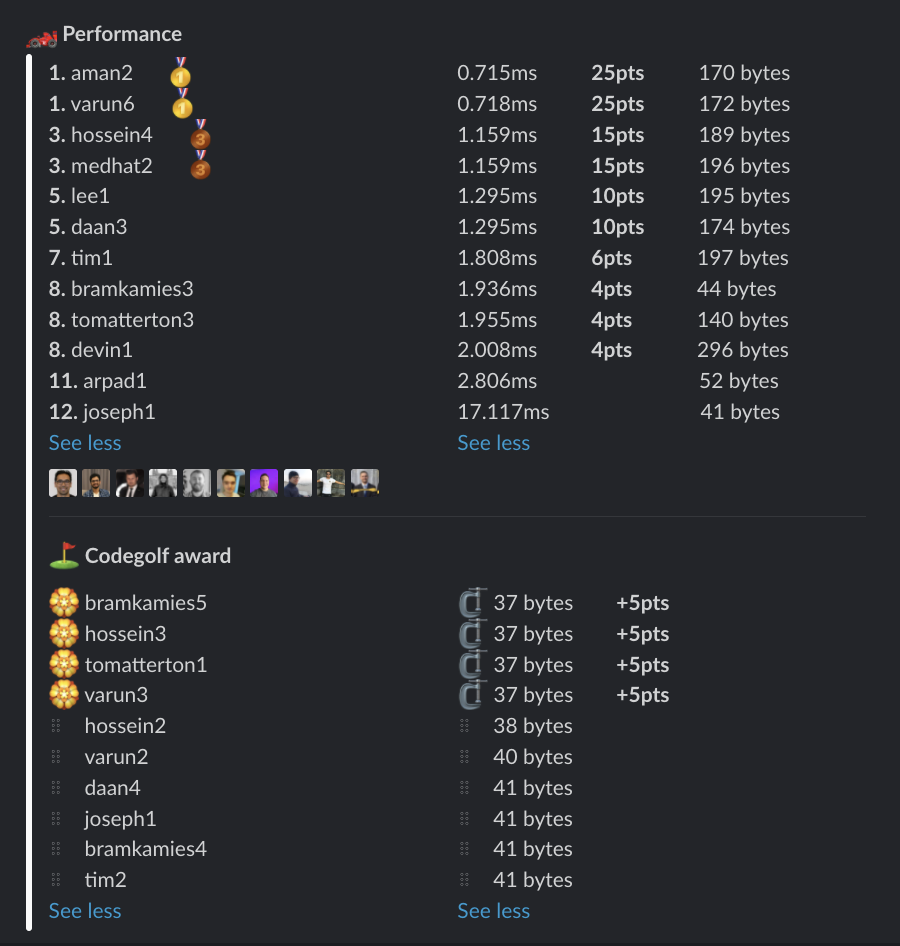 Performance
1. aman2 0.715ms 25pts 170 bytes
1. varun6 0.718ms 25pts 172 bytes
3. hossein4 1.159ms 15pts 189 bytes
3. medhat2 1.159ms 15pts 196 bytes
5. lee1 1.295ms 10pts 195 bytes
5. daan3 1.295ms 10pts 174 bytes
7. tim1 1.808ms 6pts 197 bytes
8. bramkamies3 1.936ms 4pts 44 bytes
8. tomatterton3 1.955ms 4pts 140 bytes
8. devin1 2.008ms 4pts 296 bytes
11. arpad1 2.806ms 52 bytes
12. joseph1 17.117ms 41 bytes
See less See less
Codegolf award
bramkamies5 37 bytes +5pts
hossein3 37 bytes +5pts
tomatterton1 37 bytes +5pts
varun3 37 bytes +5pts
hossein2 38 bytes
varun2 40 bytes
daan4 41 bytes
joseph1 41 bytes
bramkamies4 41 bytes
tim2 41 bytes
See less See less